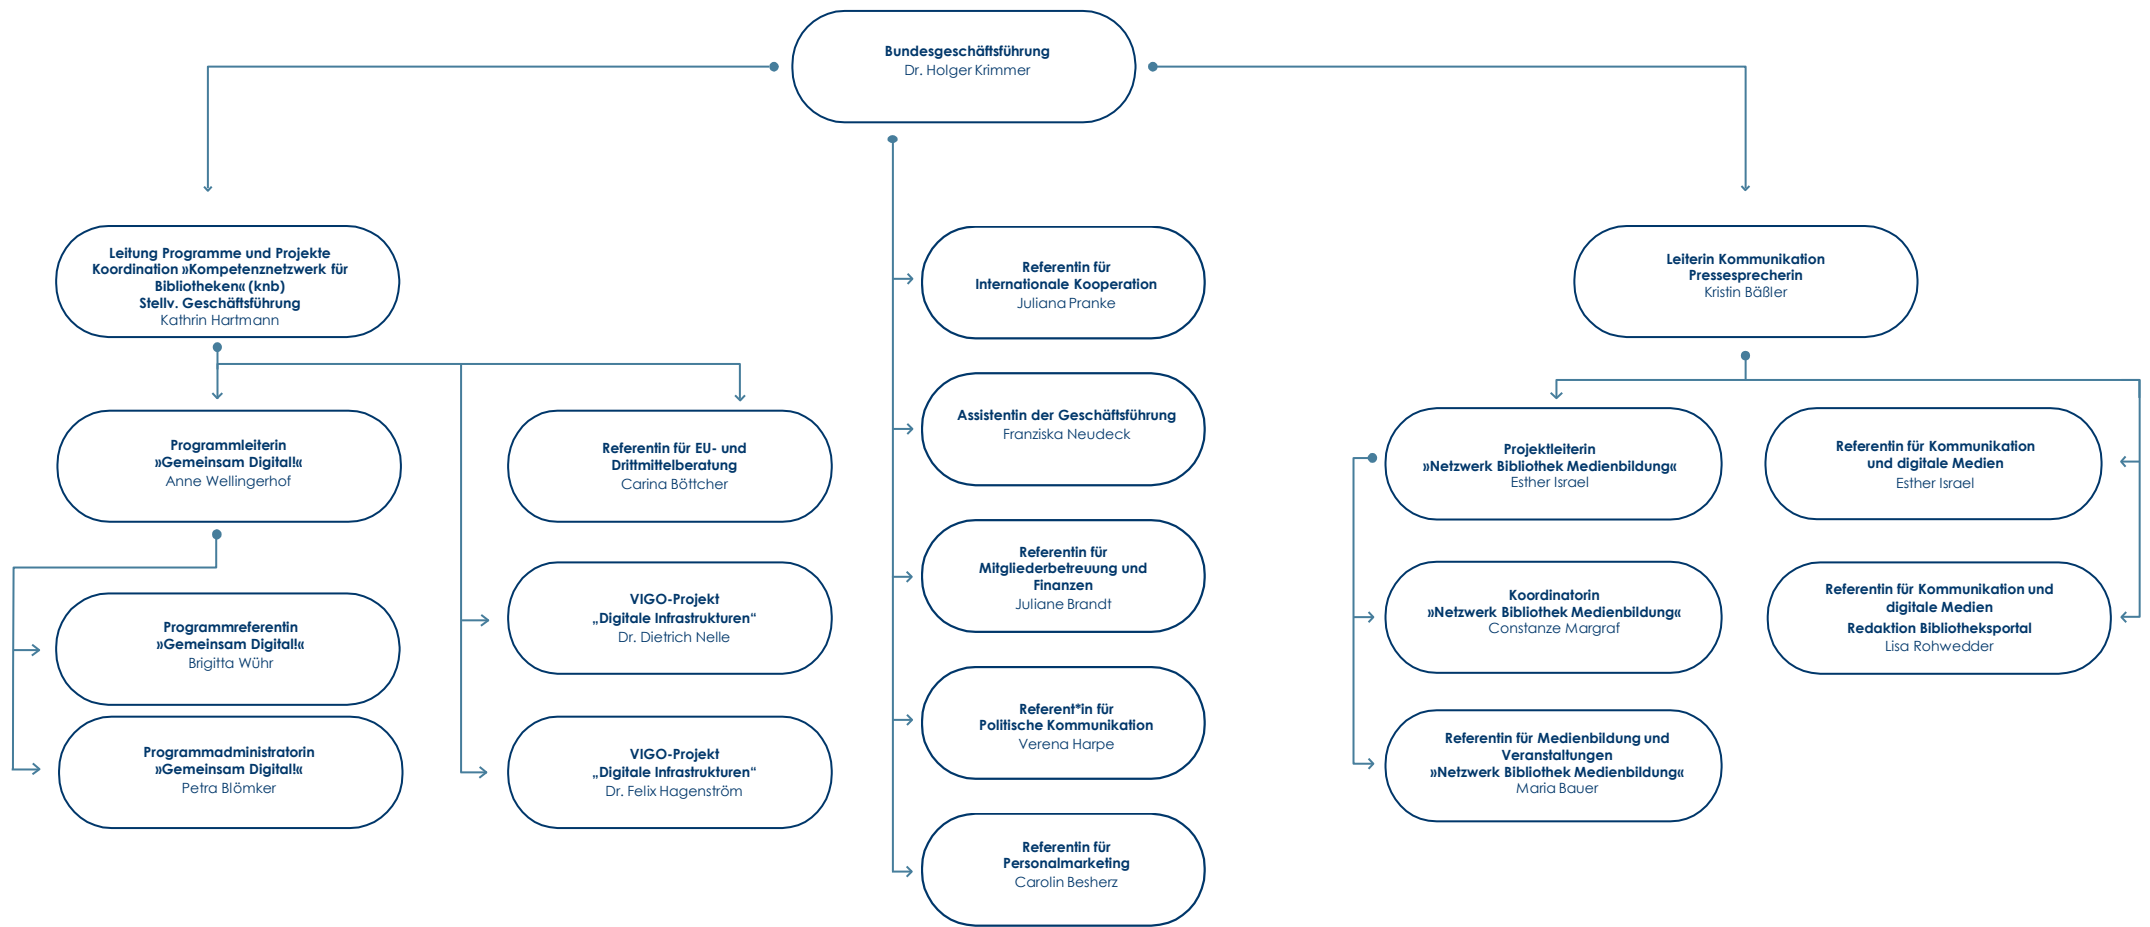 Bundesgeschäftsführung
Dr. Holger Krimmer
Leitung Programme und Projekte
Koordination »Kompetenznetzwerk für
Bibliotheken« (knb)
Stellv. Geschäftsführung
Kathrin Hartmann
Programmleiterin
»Gemeinsam Digital!«
Anne Wellingerhof
Programmreferentin
»Gemeinsam Digital!«
Brigitta Wühr
Programmadministratorin
»Gemeinsam Digital!«
Petra Blömker
Referentin für EU- und
Drittmittelberatung
Carina Böttcher
VIGO-Projekt
„Digitale Infrastrukturen“
Dr. Dietrich Nelle
VIGO-Projekt
„Digitale Infrastrukturen“
Dr. Felix Hagenström
Referentin für
Internationale Kooperation
Juliana Pranke
Assistentin der Geschäftsführung
Franziska Neudeck
Referentin für
Mitgliederbetreuung und
Finanzen
Juliane Brandt
Referent*in für
Politische Kommunikation
Verena Harpe
Referentin für
Personalmarketing
Carolin Besherz
Leiterin Kommunikation
Pressesprecherin
Kristin Bäßler
Projektleiterin
»Netzwerk Bibliothek Medienbildung«
Esther Israel
Koordinatorin
»Netzwerk Bibliothek Medienbildung«
Constanze Margraf
Referentin für Medienbildung und
Veranstaltungen
»Netzwerk Bibliothek Medienbildung«
Maria Bauer
Referentin für Kommunikation
und digitale Medien
Esther Israel
Referentin für Kommunikation und
digitale Medien
Redaktion Bibliotheksportal
Lisa Rohwedder